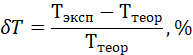 δT = (Tэксп − Tтеор) / Tтеор, %